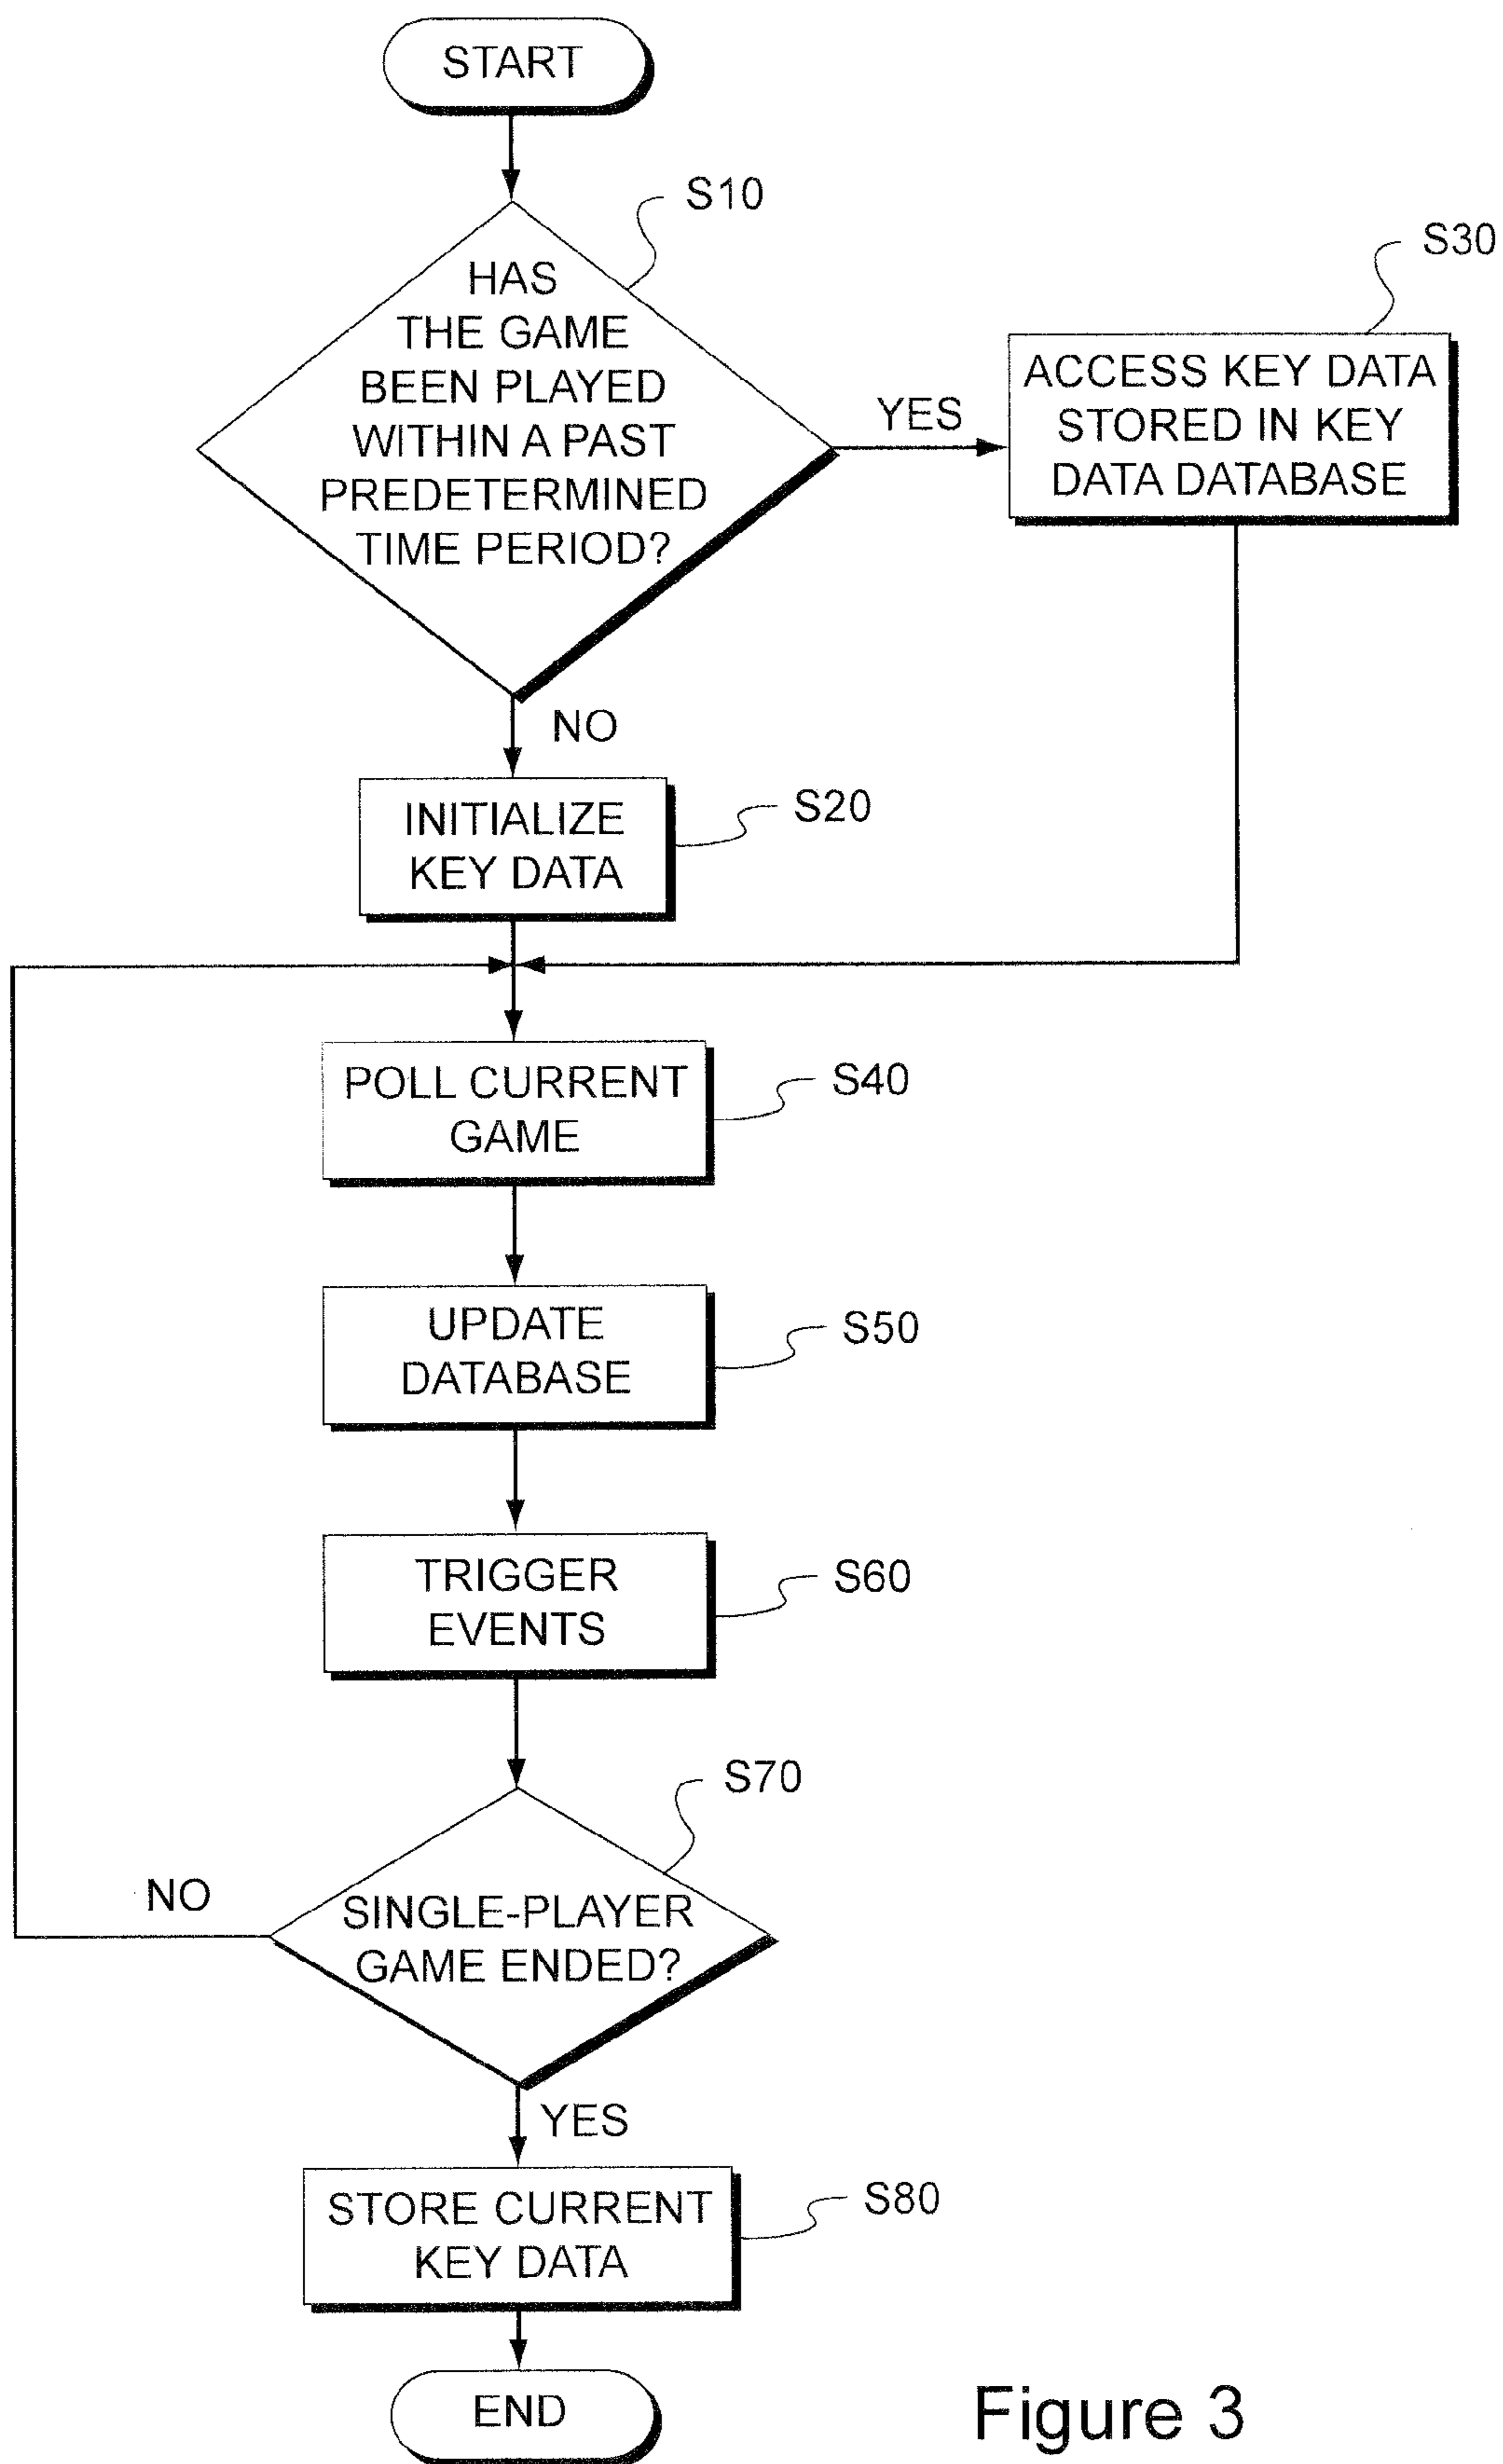 START
S10
HAS
THE GAME
BEEN PLAYED
WITHIN A PAST
PREDETERMINED
TIME PERIOD?
YES
S30
ACCESS KEY DATA
STORED IN KEY
DATA DATABASE
NO
INITIALIZE
KEY DATA
S20
POLL CURRENT
GAME
S40
UPDATE
DATABASE
S50
TRIGGER
EVENTS
S60
S70
SINGLE-PLAYER
GAME ENDED?
NO
YES
STORE CURRENT
KEY DATA
S80
END
Figure 3